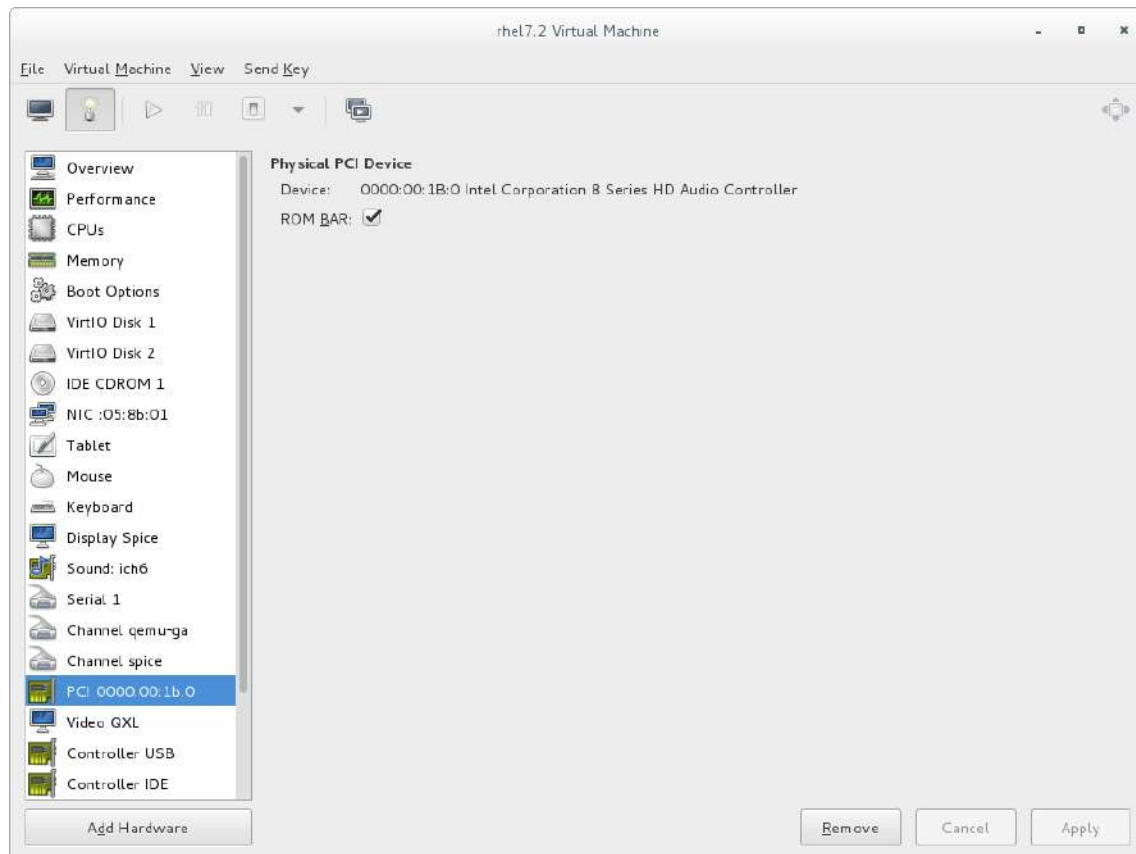 rhel7.2 Virtual Machine
File Virtual Machine View Send Key
Overview
Performance
CPUs
Memory
Boot Options
VirtIO Disk 1
VirtIO Disk 2
IDE CDROM 1
NIC :05:8b:01
Tablet
Mouse
Keyboard
Display Spice
Sound: ich6
Serial 1
Channel qemu-ga
Channel spice
PCI 0000:00:1b.0
Video QXL
Controller USB
Controller IDE
Add Hardware
Physical PCI Device
Device: 0000:00:1B:0 Intel Corporation 8 Series HD Audio Controller
ROM BAR:
Remove Cancel Apply